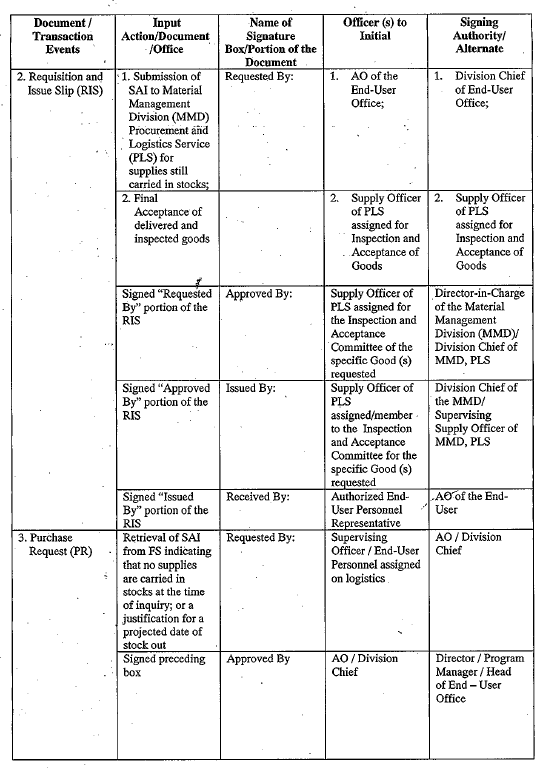 Document /
Transaction
Events
Input
Action/Document
/Office
Name of
Signature
Box/Portion of the
Document
Officer (s) to
Initial
Signing
Authority/
Alternate
2. Requisition and
Issue Slip (RIS)
1. Submission of
SAI to Material
Management
Division (MMD)
Procurement and
Logistics Service
(PLS) for
supplies still
carried in stocks;
Requested By:
1. AO of the
End-User
Office;
1. Division Chief
of End-User
Office;
2. Final
Acceptance of
delivered and
inspected goods
2. Supply Officer
of PLS
assigned for
Inspection and
Acceptance of
Goods
2. Supply Officer
of PLS
assigned for
Inspection and
Acceptance of
Goods
Signed "Requested
By" portion of the
RIS
Approved By:
Supply Officer of
PLS assigned for
the Inspection and
Acceptance
Committee of the
specific Good (s)
requested
Director-in-Charge
of the Material
Management
Division (MMD)/
Division Chief of
MMD, PLS
Signed "Approved
By" portion of the
RIS
Issued By:
Supply Officer of
PLS
assigned/member
to the Inspection
and Acceptance
Committee for the
specific Good (s)
requested
Division Chief of
the MMD/
Supervising
Supply Officer of
MMD, PLS
Signed "Issued
By" portion of the
RIS
Received By:
Authorized End-
User Personnel
Representative
AO of the End-
User
3. Purchase
Request (PR)
Retrieval of SAI
from FS indicating
that no supplies
are carried in
stocks at the time
of inquiry; or a
justification for a
projected date of
stock out
Requested By:
Supervising
Officer / End-User
Personnel assigned
on logistics
AO / Division
Chief
Signed preceding
box
Approved By
AO / Division
Chief
Director / Program
Manager / Head
of End – User
Office